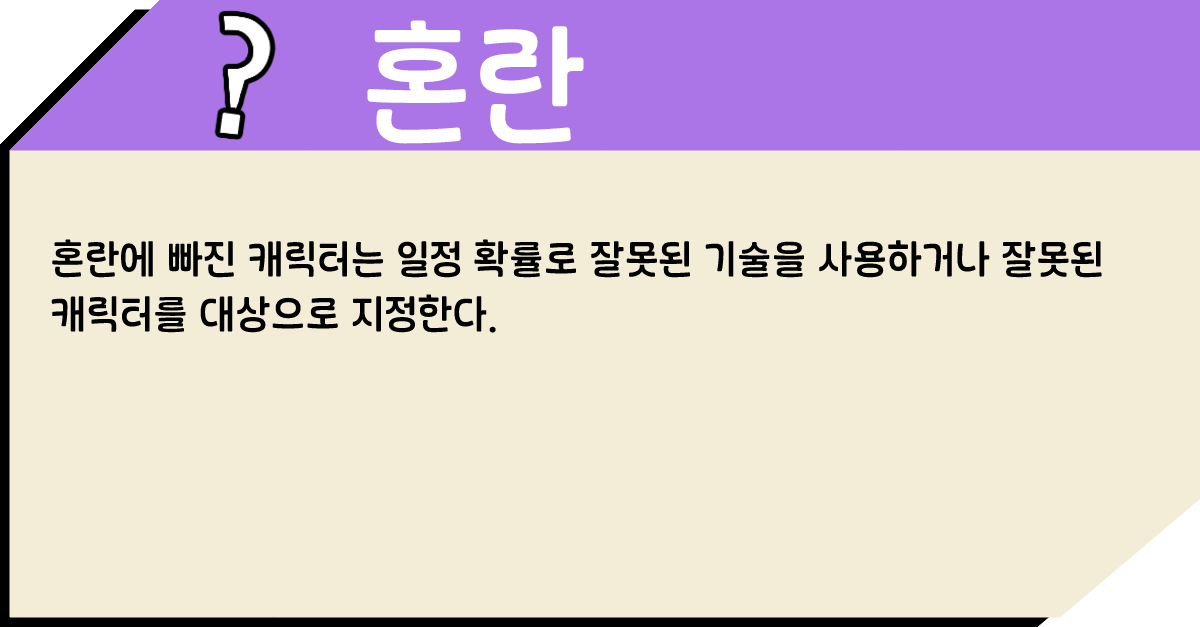 ? 혼란
혼란에 빠진 캐릭터는 일정 확률로 잘못된 기술을 사용하거나 잘못된
캐릭터를 대상으로 지정한다.